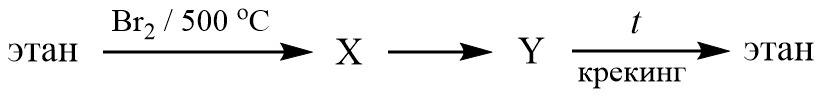 этан Br₂ / 500 °C X Y t крекинг этан